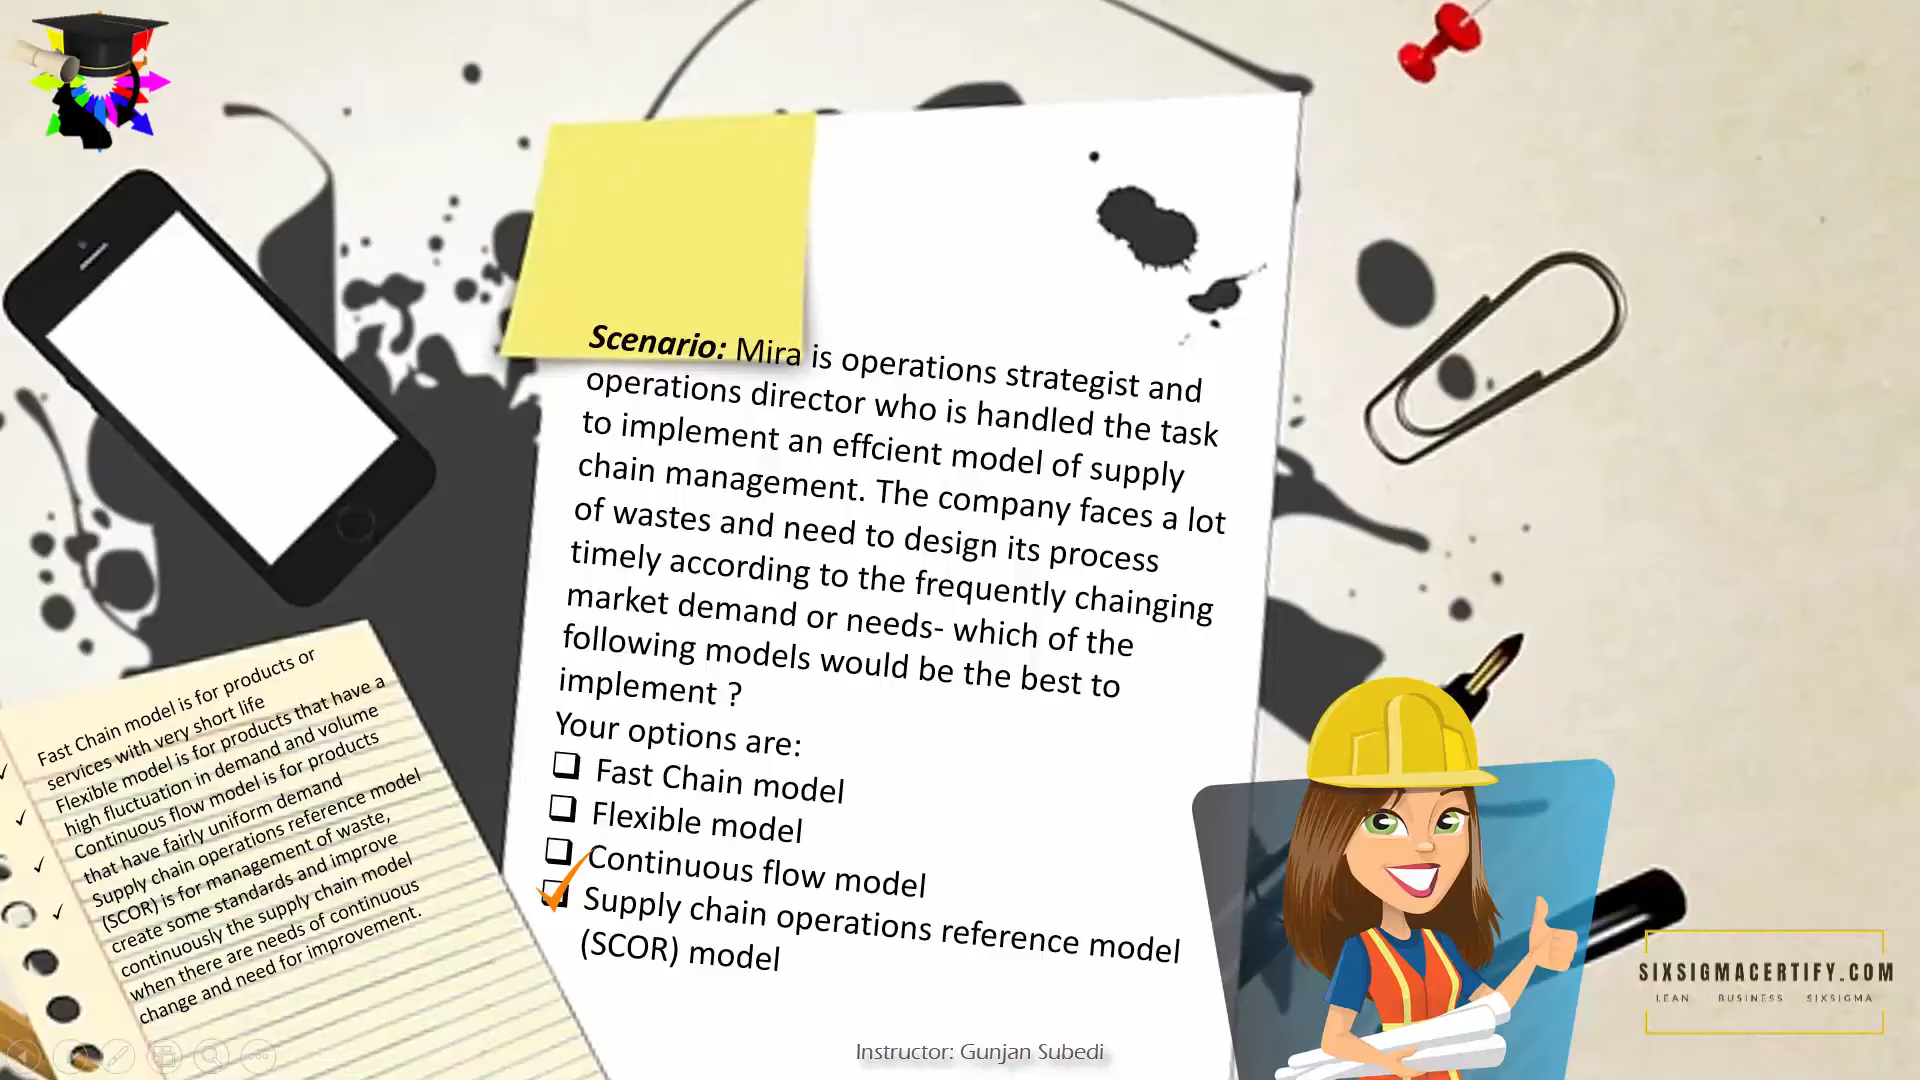 Scenario: Mira is operations strategist and
operations director who is handled the task
to implement an effcient model of supply
chain management. The company faces a lot
of wastes and need to design its process
timely according to the frequently chainging
market demand or needs- which of the
following models would be the best to
implement ?
Your options are:
Fast Chain model
Flexible model
Continuous flow model
Supply chain operations reference model
(SCOR) model
Fast Chain model is for products or
services with very short life
Flexible model is for products that have a
high fluctuation in demand and volume
Continuous flow model is for products
that have fairly uniform demand
Supply chain operations reference model
(SCOR) is for management of waste,
create some standards and improve
continuously the supply chain model
when there are needs of continuous
change and need for improvement.
SIXSIGMACERTIFY.COM
LEAN BUSINESS SIXSIGMA
Instructor: Gunjan Subedi